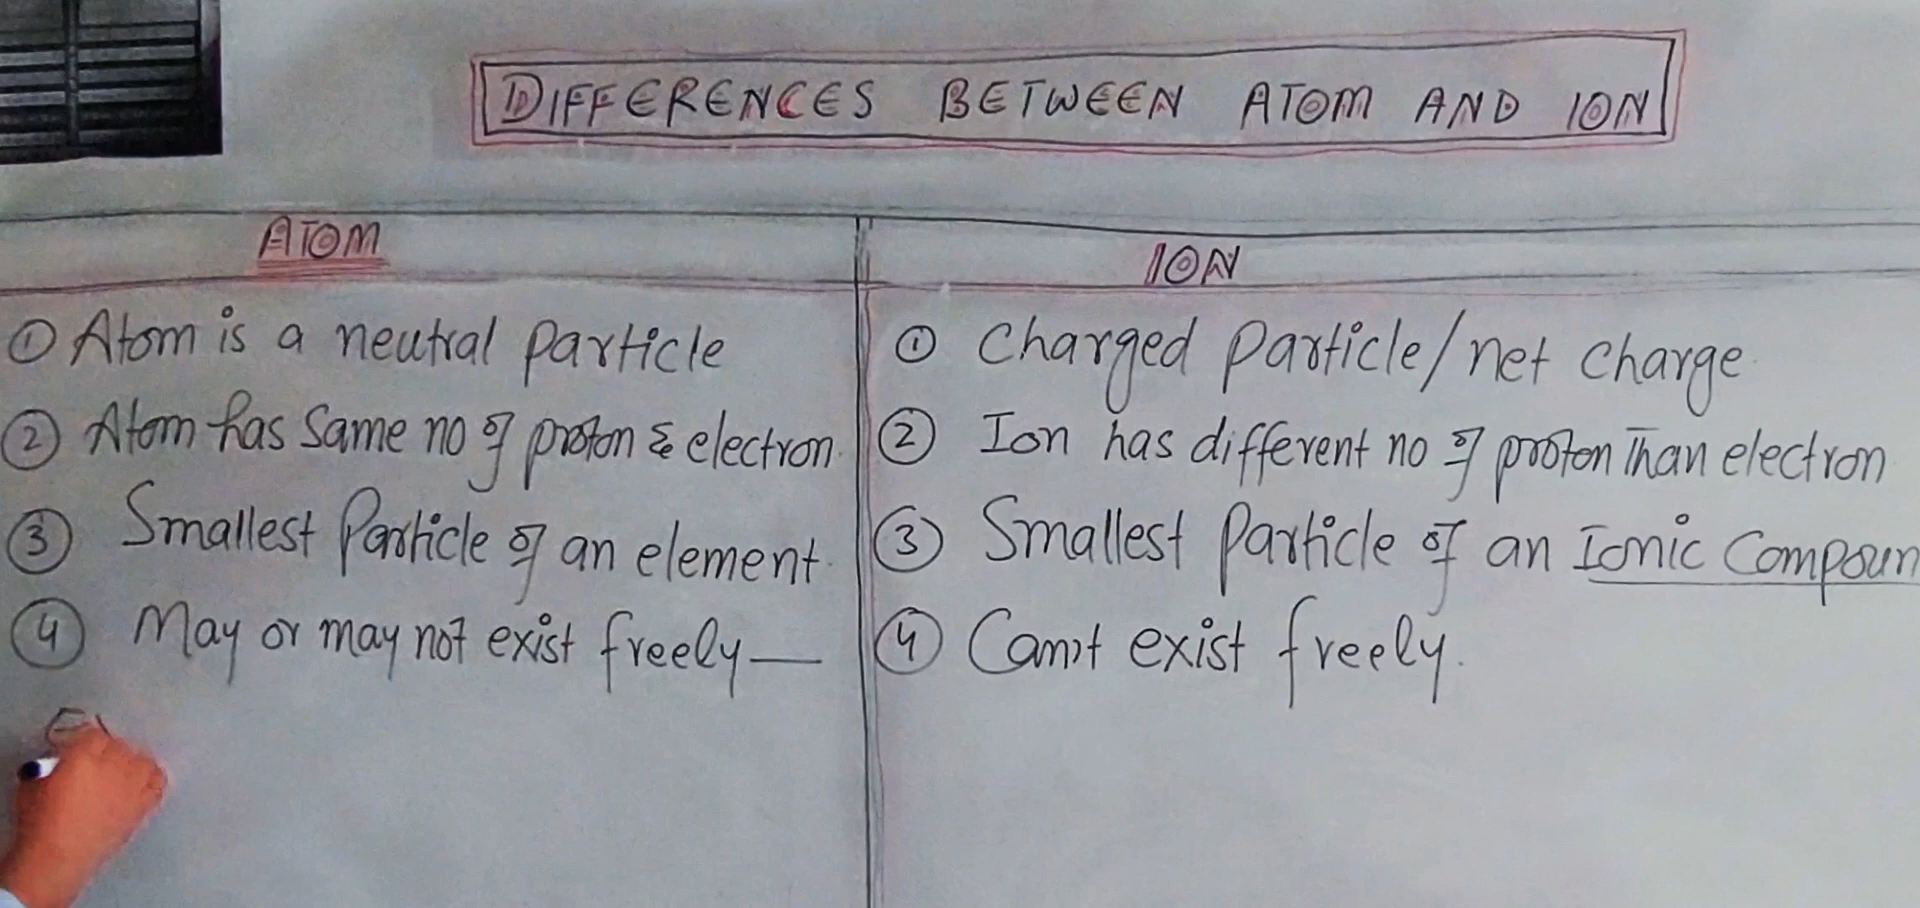 DIFFERENCES BETWEEN ATOM AND ION
ATOM
① Atom is a neutral particle
② Atom has same no of proton & electron.
③ Smallest Particle of an element.
④ May or may not exist freely —
ION
① Charged particle/net charge
② Ion has different no of proton Than electron
③ Smallest particle of an Ionic Compoun
④ Can't exist freely.